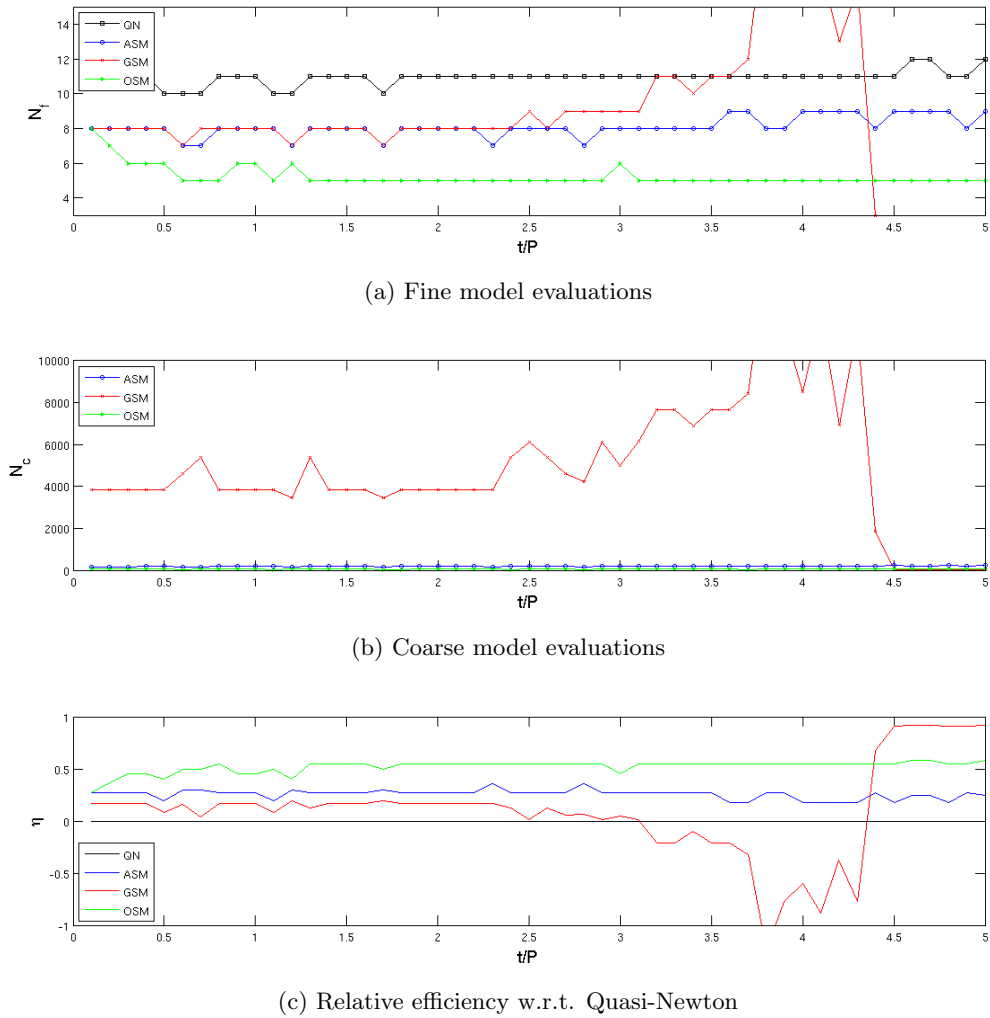 14
12
10
8
6
4
N_f
QN
ASM
GSM
OSM
0 0.5 1 1.5 2 2.5 3 3.5 4 4.5 5
t/P
(a) Fine model evaluations
10000
8000
6000
4000
2000
0
N_c
ASM
GSM
OSM
0 0.5 1 1.5 2 2.5 3 3.5 4 4.5 5
t/P
(b) Coarse model evaluations
1
0.5
0
-0.5
-1
η
QN
ASM
GSM
OSM
0 0.5 1 1.5 2 2.5 3 3.5 4 4.5 5
t/P
(c) Relative efficiency w.r.t. Quasi-Newton